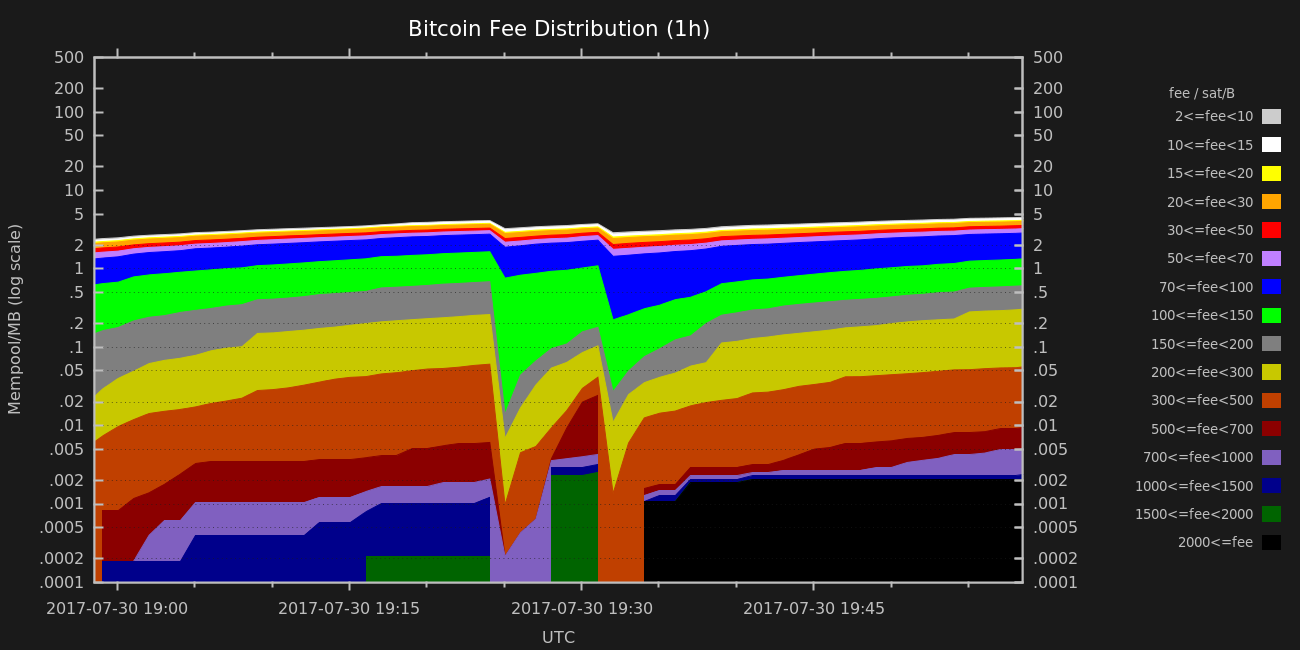 Bitcoin Fee Distribution (1h)
500
200
100
50
20
10
5
2
1
.5
.2
.1
.05
.02
.01
.005
.002
.001
.0005
.0002
.0001
Mempool/MB (log scale)
500
200
100
50
20
10
5
2
1
.5
.2
.1
.05
.02
.01
.005
.002
.001
.0005
.0002
.0001
2017-07-30 19:00 2017-07-30 19:15 2017-07-30 19:30 2017-07-30 19:45
UTC
fee / sat/B
2<=fee<10
10<=fee<15
15<=fee<20
20<=fee<30
30<=fee<50
50<=fee<70
70<=fee<100
100<=fee<150
150<=fee<200
200<=fee<300
300<=fee<500
500<=fee<700
700<=fee<1000
1000<=fee<1500
1500<=fee<2000
2000<=fee